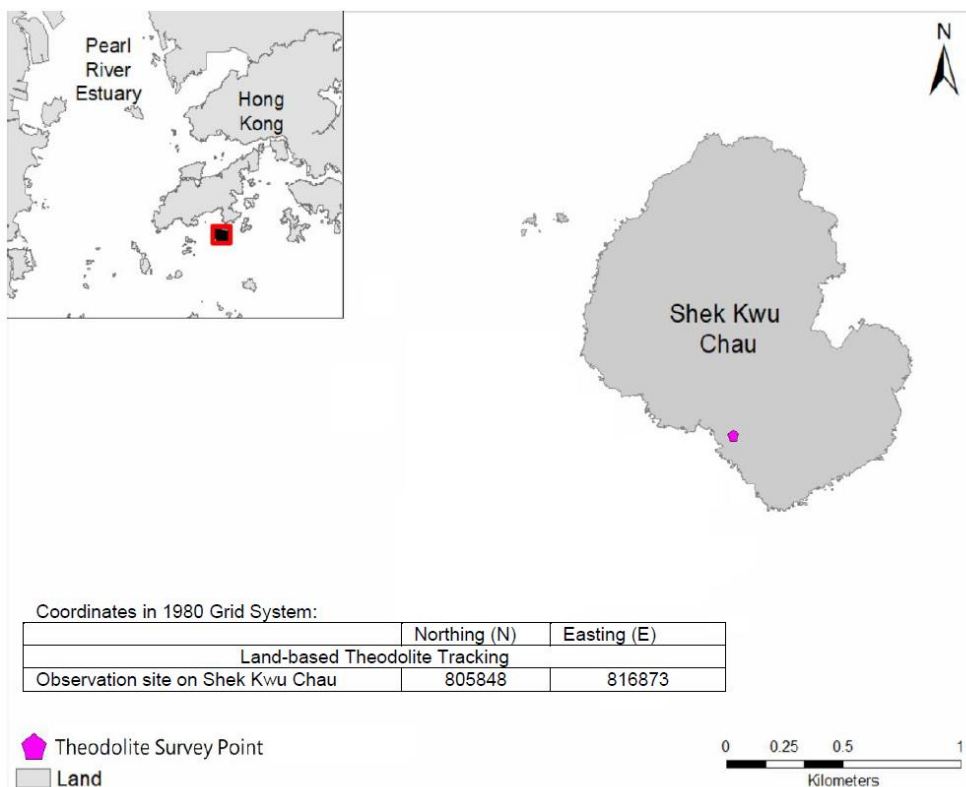 Pearl
River
Estuary
Hong
Kong
N
Shek Kwu
Chau
Coordinates in 1980 Grid System:
Northing (N) Easting (E)
Land-based Theodolite Tracking
Observation site on Shek Kwu Chau 805848 816873
Theodolite Survey Point
Land
0 0.25 0.5 1
Kilometers